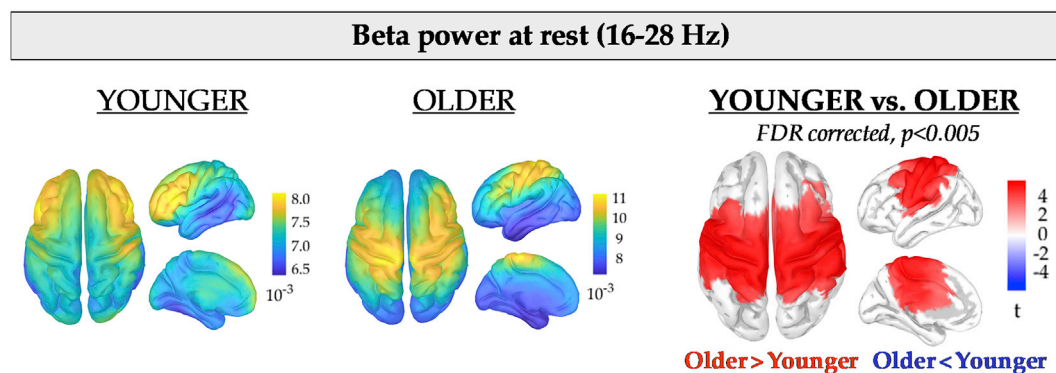 Beta power at rest (16-28 Hz)
YOUNGER
OLDER
YOUNGER vs. OLDER
FDR corrected, p<0.005
8.0
7.0
6.5
10-3
11
10
9
8
10-3
4
2
0
-2
-4
t
Older > Younger
Older < Younger